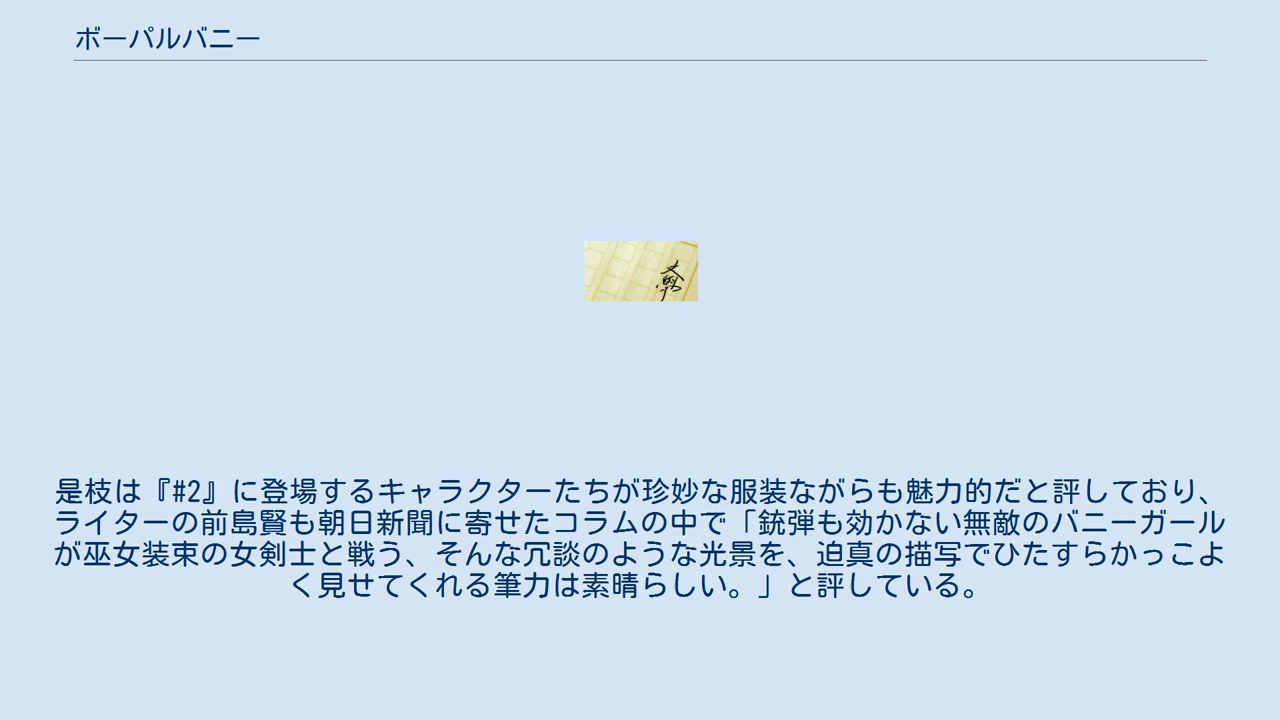 ボーパルバニー
是枝は『#2』に登場するキャラクターたちが珍妙な服装ながらも魅力的だと評しており、
ライターの前島賢も朝日新聞に寄せたコラムの中で「銃弾も効かない無敵のバニーガール
が巫女装束の女剣士と戦う、そんな冗談のような光景を、迫真の描写でひたすらかっこよ
く見せてくれる筆力は素晴らしい。」と評している。